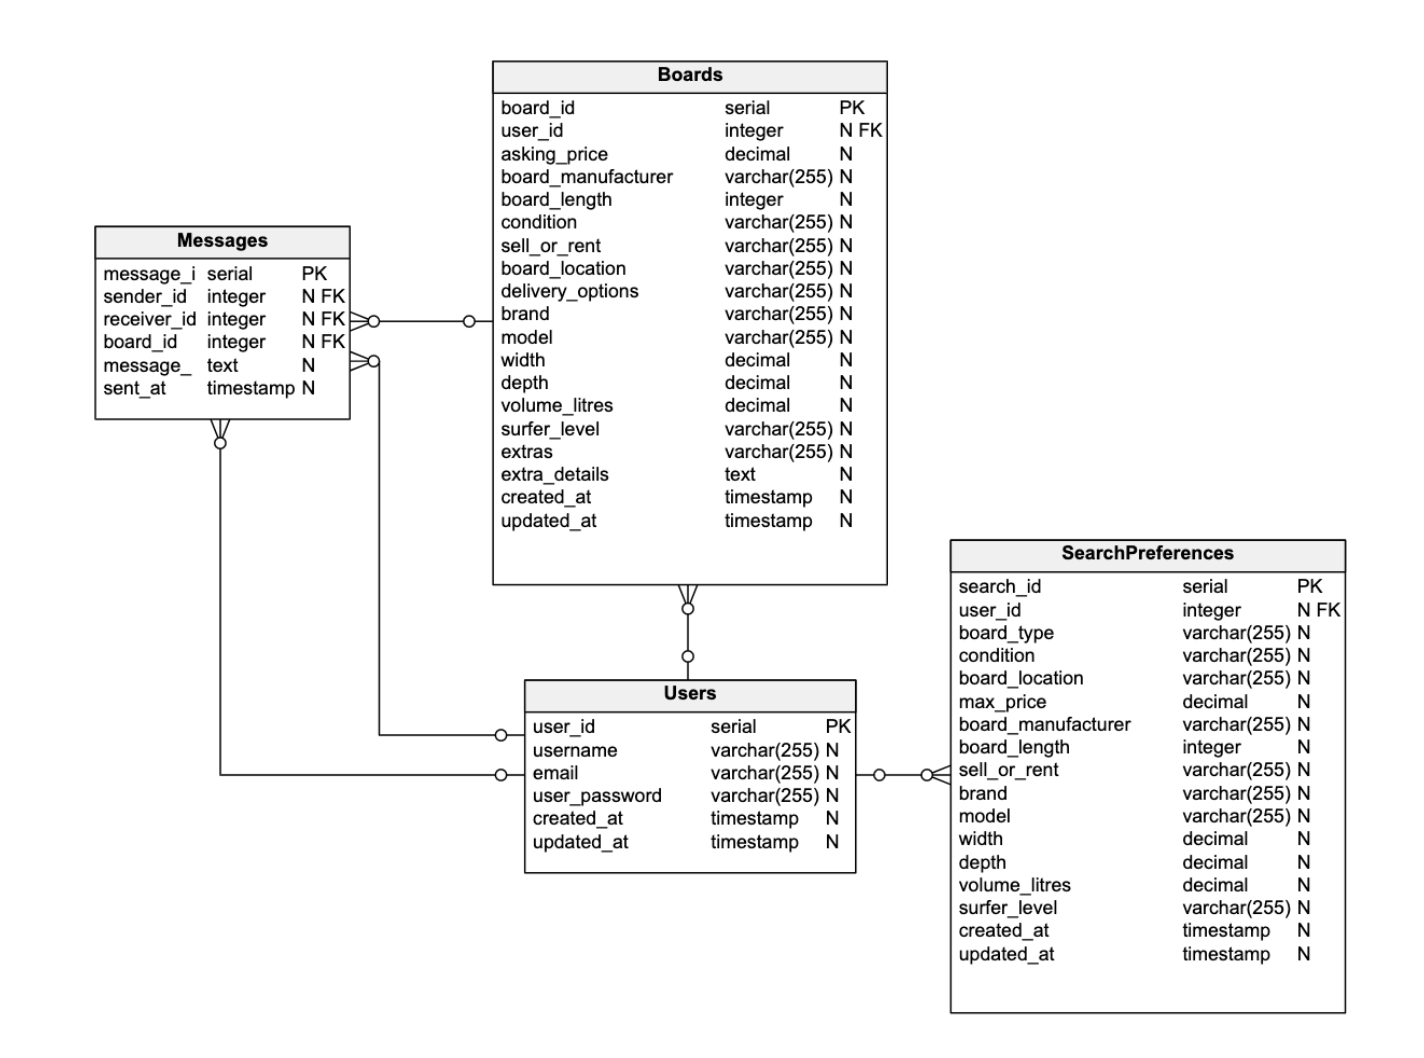 Boards
board_id serial PK
user_id integer N FK
asking_price decimal N
board_manufacturer varchar(255) N
board_length integer N
condition varchar(255) N
sell_or_rent varchar(255) N
board_location varchar(255) N
delivery_options varchar(255) N
brand varchar(255) N
model varchar(255) N
width decimal N
depth decimal N
volume_litres decimal N
surfer_level varchar(255) N
extras varchar(255) N
extra_details text N
created_at timestamp N
updated_at timestamp N
Messages
message_i serial PK
sender_id integer N FK
receiver_id integer N FK
board_id integer N FK
message_ text N
sent_at timestamp N
Users
user_id serial PK
username varchar(255) N
email varchar(255) N
user_password varchar(255) N
created_at timestamp N
updated_at timestamp N
SearchPreferences
search_id serial PK
user_id integer N FK
board_type varchar(255) N
condition varchar(255) N
board_location varchar(255) N
max_price decimal N
board_manufacturer varchar(255) N
board_length integer N
sell_or_rent varchar(255) N
brand varchar(255) N
model varchar(255) N
width decimal N
depth decimal N
volume_litres decimal N
surfer_level varchar(255) N
created_at timestamp N
updated_at timestamp N